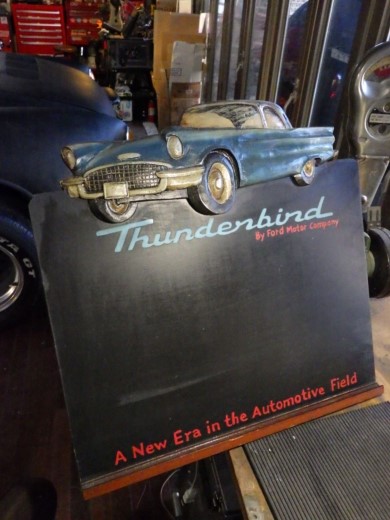 Thunderbird
By Ford Motor Company
A New Era in the Automotive Field